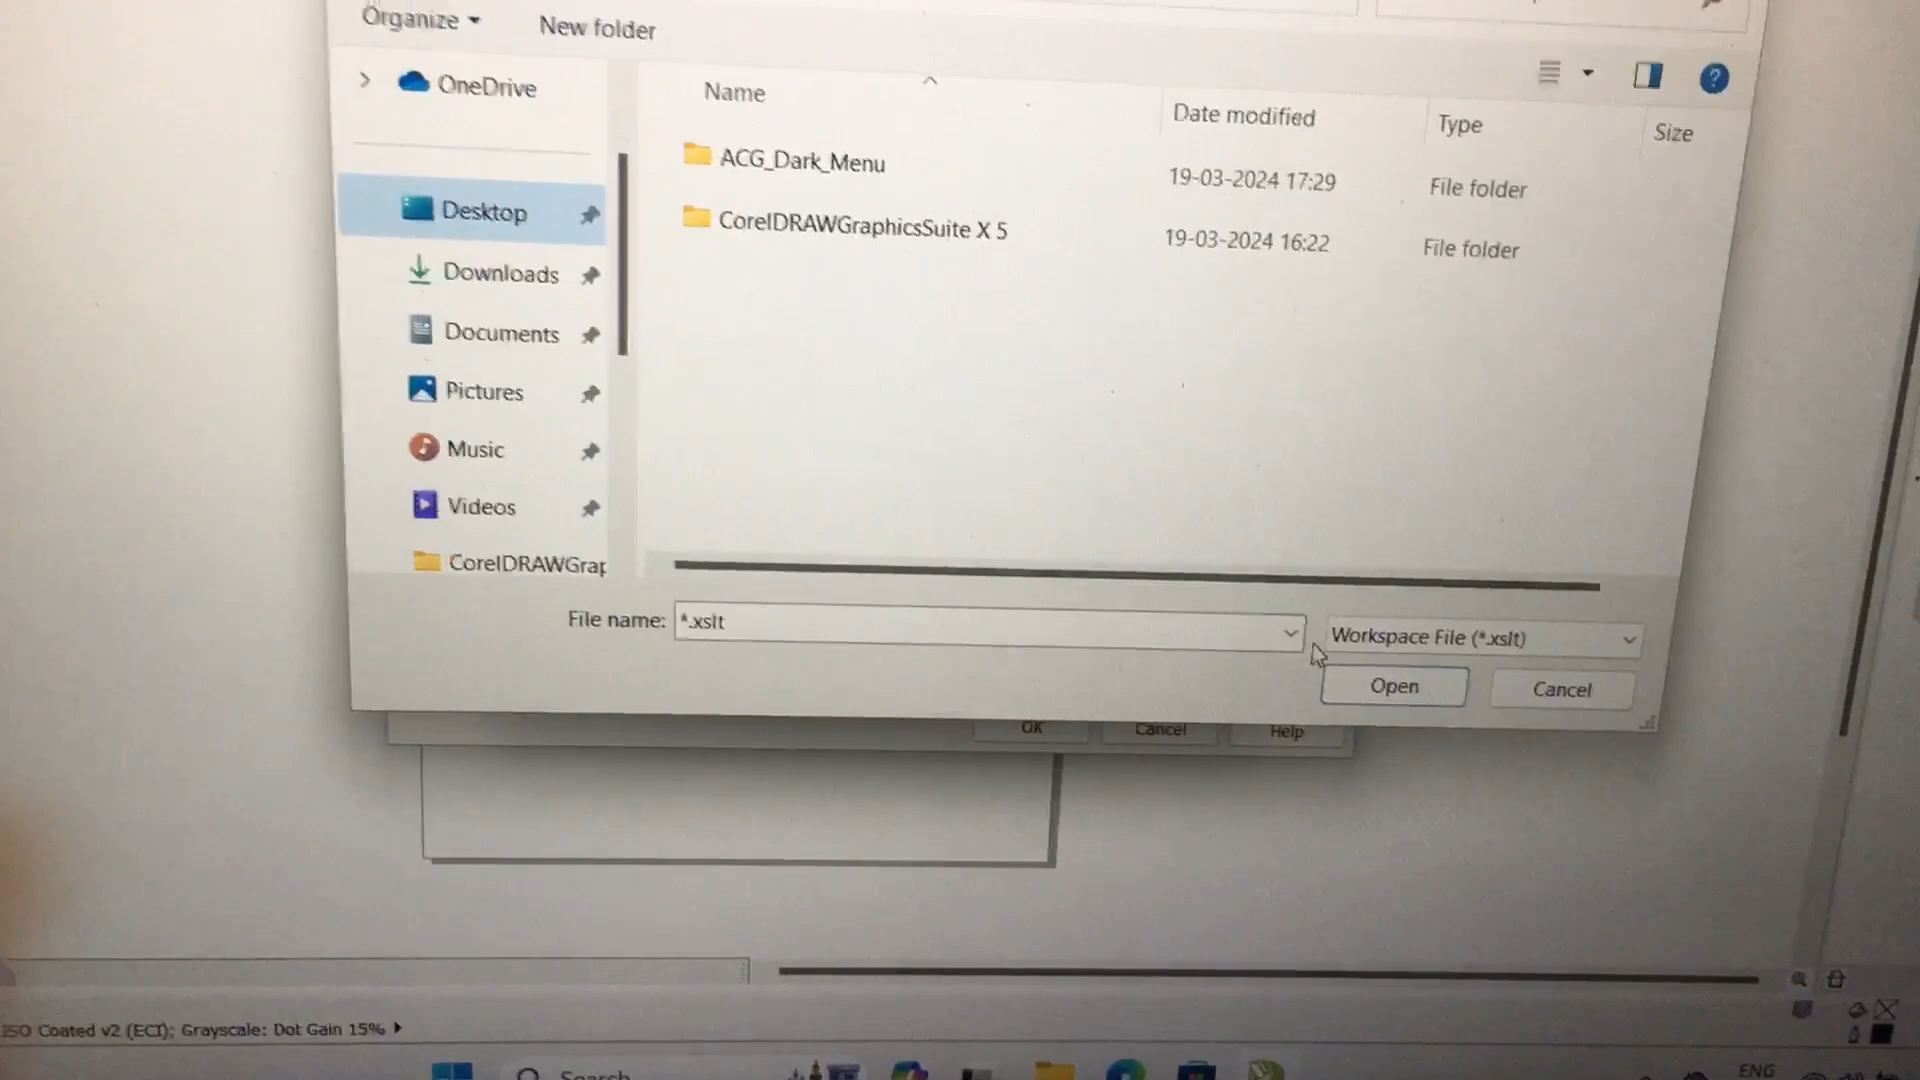 Organize
New folder
OneDrive
Name
Date modified
Type
Size
ACG_Dark_Menu
19-03-2024 17:29
File folder
CorelDRAWGraphicsSuite X 5
19-03-2024 16:22
File folder
Desktop
Downloads
Documents
Pictures
Music
Videos
CorelDRAWGrap
File name:
*.xslt
Workspace File (*.xslt)
Open
Cancel
OK
Cancel
Help
ISO Coated v2 (ECI); Grayscale: Dot Gain 15%
Search
ENG